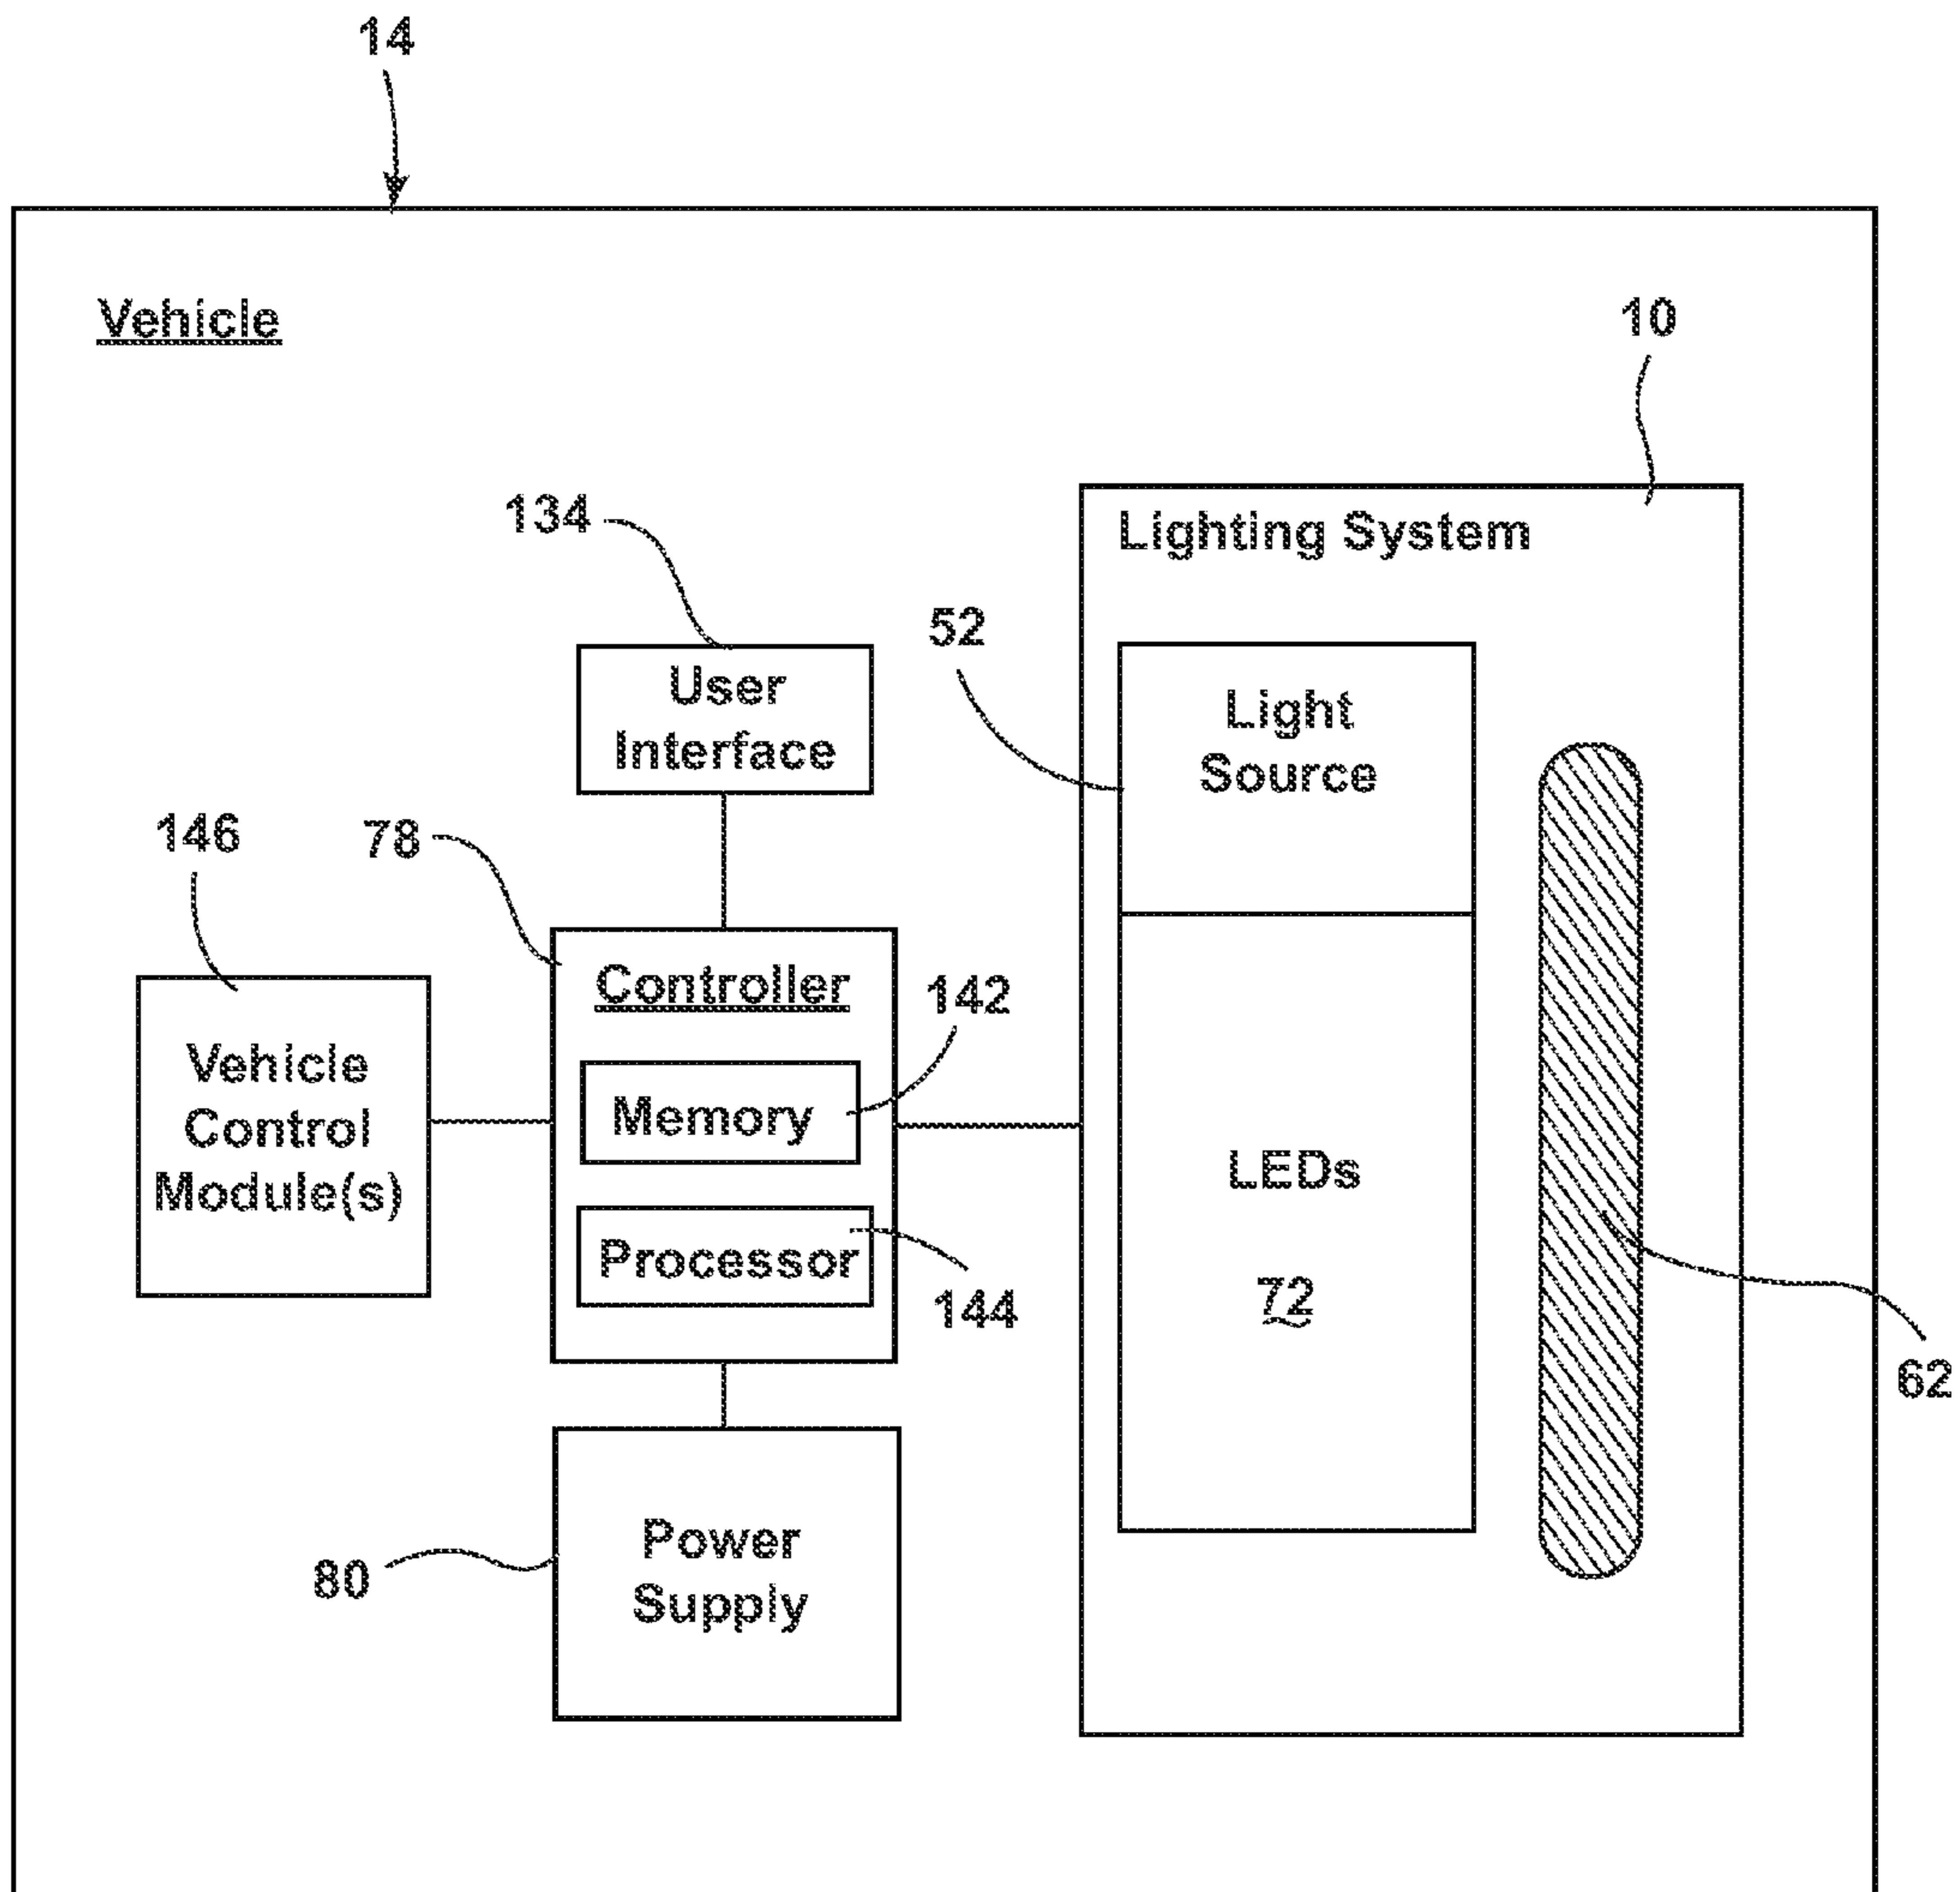 14
Vehicle
10
Lighting System
134
52
User
Interface
Light
Source
146
78
Controller
142
Vehicle
Control
Module(s)
Memory
LEDs
Processor
72
144
62
Power
Supply
80